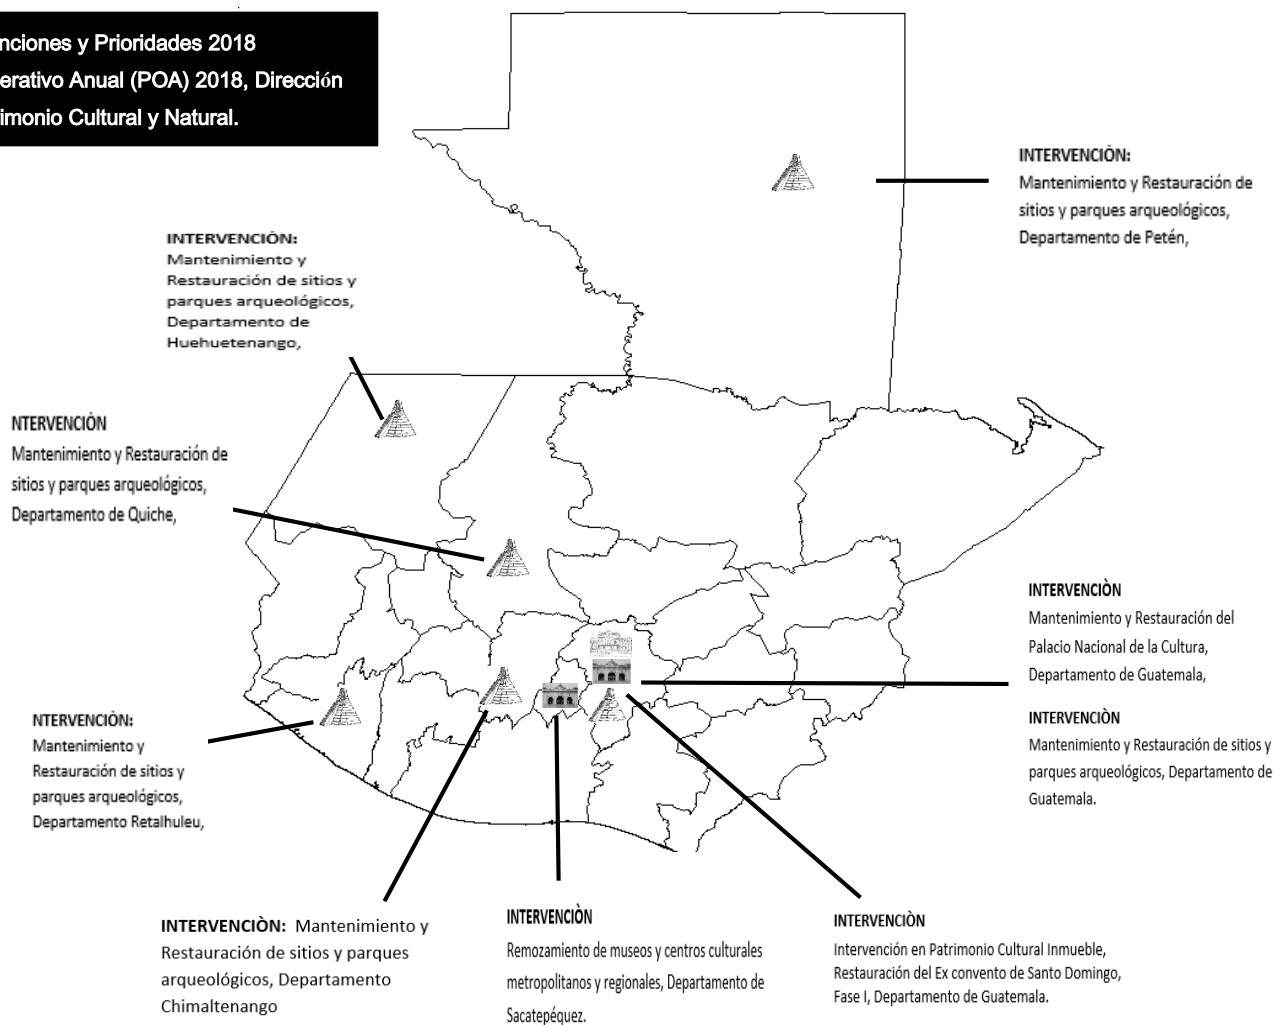 nciones y Prioridades 2018
erativo Anual (POA) 2018, Dirección
imonio Cultural y Natural.
INTERVENCIÒN:
Mantenimiento y Restauración de
sitios y parques arqueológicos,
Departamento de Petén,
INTERVENCIÒN:
Mantenimiento y
Restauración de sitios y
parques arqueológicos,
Departamento de
Huehuetenango,
NTERVENCIÒN
Mantenimiento y Restauración de
sitios y parques arqueológicos,
Departamento de Quiche,
INTERVENCIÒN
Mantenimiento y Restauración del
Palacio Nacional de la Cultura,
Departamento de Guatemala,
INTERVENCIÒN
Mantenimiento y Restauración de sitios y
parques arqueológicos, Departamento de
Guatemala.
NTERVENCIÒN:
Mantenimiento y
Restauración de sitios y
parques arqueológicos,
Departamento Retalhuleu,
INTERVENCIÒN: Mantenimiento y
Restauración de sitios y parques
arqueológicos, Departamento
Chimaltenango
INTERVENCIÒN
Remozamiento de museos y centros culturales
metropolitanos y regionales, Departamento de
Sacatepéquez.
INTERVENCIÒN
Intervención en Patrimonio Cultural Inmueble,
Restauración del Ex convento de Santo Domingo,
Fase I, Departamento de Guatemala.